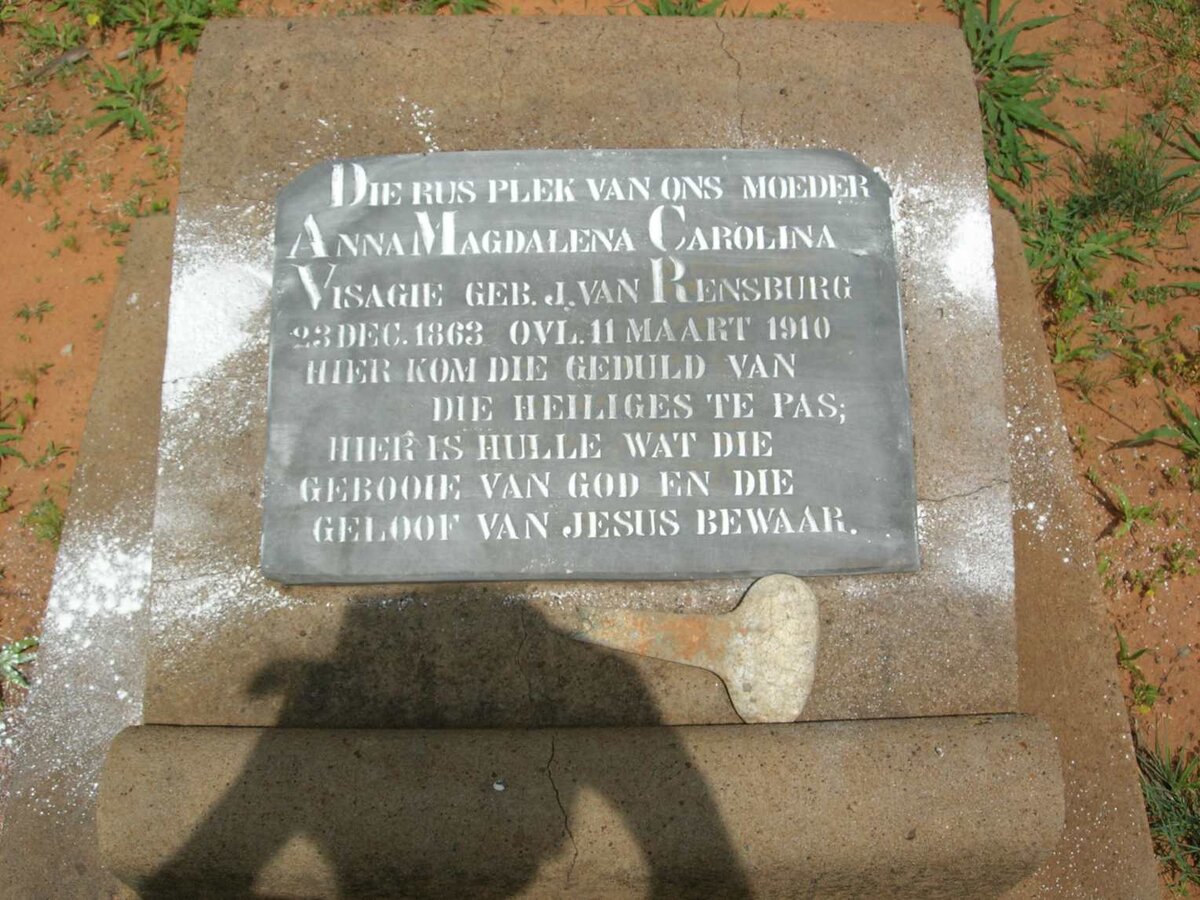 DIE RUS PLEK VAN ONS MOEDER
ANNA MAGDALENA CAROLINA
VISAGIE GEB. J. VAN RENSBURG
23 DEC. 1863 OVL. 11 MAART 1910
HIER KOM DIE GEDULD VAN
DIE HEILIGES TE PAS;
HIER IS HULLE WAT DIE
GEBOOIE VAN GOD EN DIE
GELOOF VAN JESUS BEWAAR.